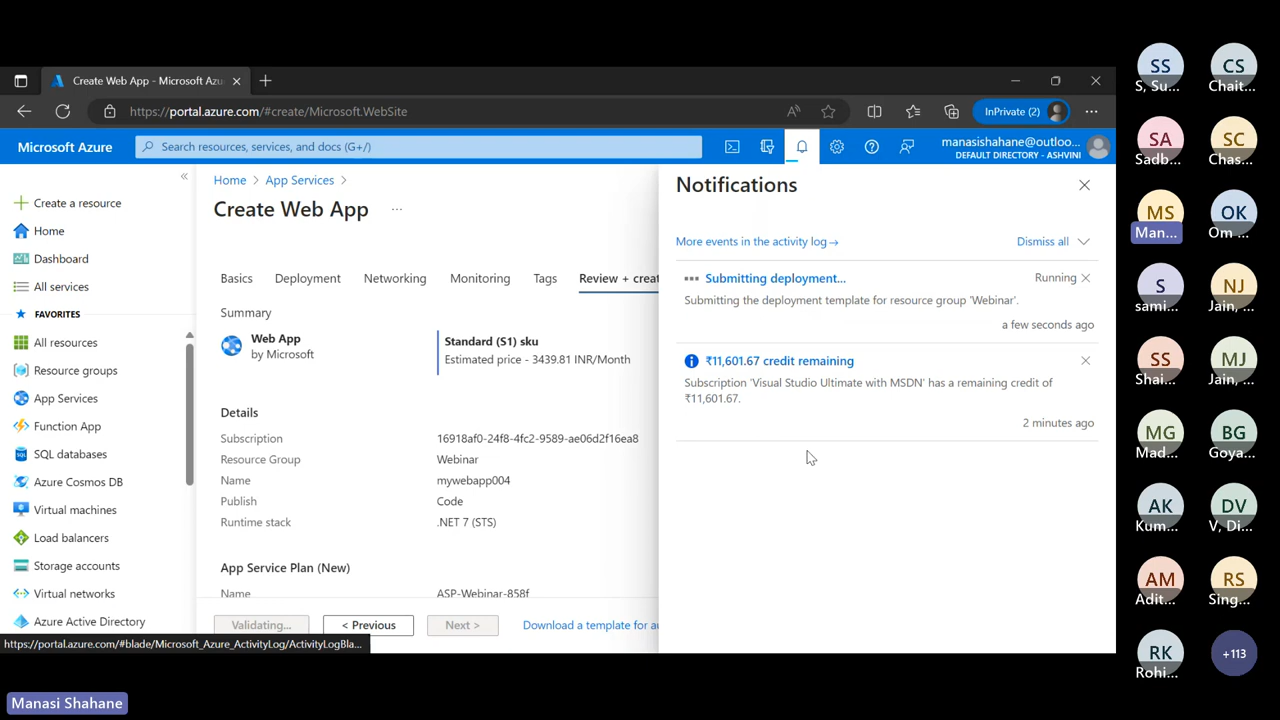 Create Web App - Microsoft Azu
https://portal.azure.com/#create/Microsoft.WebSite
InPrivate (2)
Microsoft Azure
Search resources, services, and docs (G+/)
manasishahane@outloo...
DEFAULT DIRECTORY - ASHVINI
Create a resource
Home
Dashboard
All services
FAVORITES
All resources
Resource groups
App Services
Function App
SQL databases
Azure Cosmos DB
Virtual machines
Load balancers
Storage accounts
Virtual networks
Azure Active Directory
https://portal.azure.com/#blade/Microsoft_Azure_ActivityLog/ActivityLogBla...
Home > App Services >
Create Web App ...
Basics Deployment Networking Monitoring Tags Review + creat
Summary
Web App
by Microsoft
Standard (S1) sku
Estimated price - 3439.81 INR/Month
Details
Subscription 16918af0-24f8-4fc2-9589-ae06d2f16ea8
Resource Group Webinar
Name mywebapp004
Publish Code
Runtime stack .NET 7 (STS)
App Service Plan (New)
Name ASP-Webinar-858f
Validating... < Previous Next > Download a template for au
Notifications
More events in the activity log →
Dismiss all
Submitting deployment... Running
Submitting the deployment template for resource group 'Webinar'.
a few seconds ago
₹11,601.67 credit remaining
Subscription 'Visual Studio Ultimate with MSDN' has a remaining credit of
₹11,601.67.
2 minutes ago
SS CS
S, Su... Chait...
SA SC
Sadb... Chas...
MS OK
Man... Om ...
S NJ
sami... Jain, ...
SS MJ
Shai... Jain, ...
MG BG
Mad... Goya...
AK DV
Kum... V, Di...
AM RS
Adit... Sing...
RK +113
Rohi...
Manasi Shahane